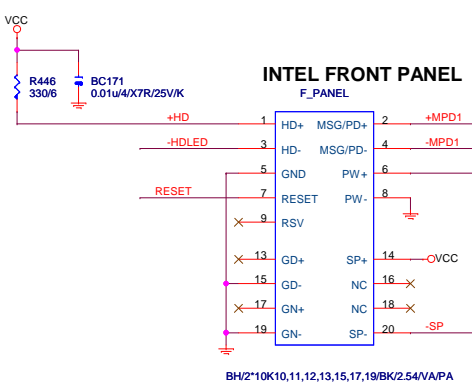 VCC
R446
330/6
BC171
0.01u/4/X7R/25V/K
INTEL FRONT PANEL
F_PANEL
+HD 1 HD+ MSG/PD+ 2 +MPD1
-HDLED 3 HD- MSG/PD- 4 -MPD1
5 GND PW+ 6
RESET 7 RESET PW- 8
9 RSV
13 GD+ SP+ 14 VCC
15 GD- NC 16
17 GN+ NC 18
19 GN- SP- 20 -SP
BH/2*10K10,11,12,13,15,17,19/BK/2.54/VA/PA